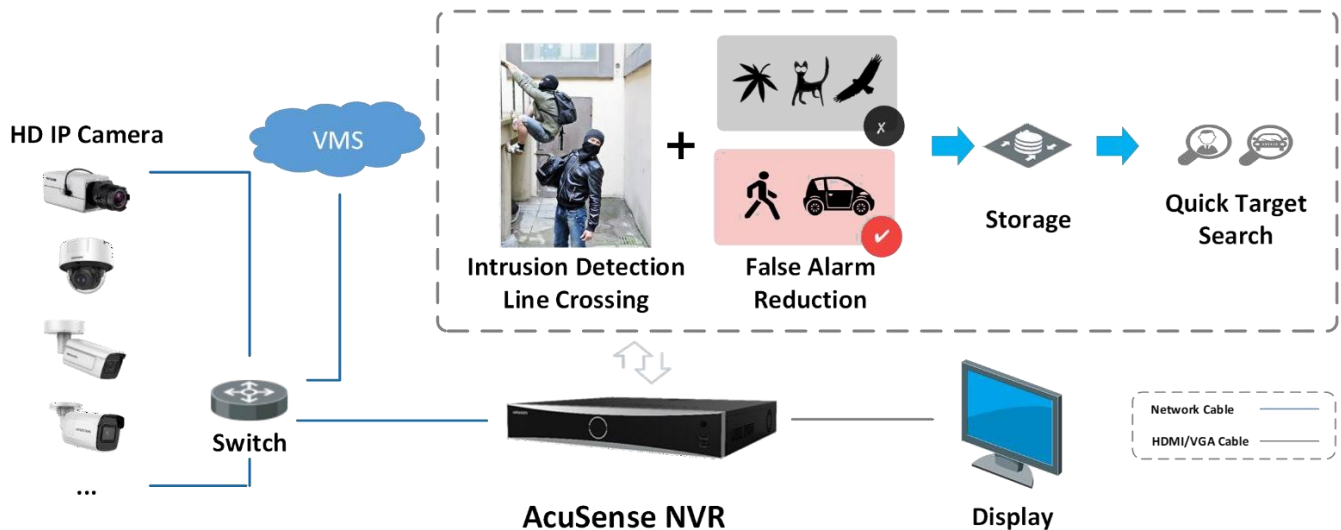 HD IP Camera
VMS
Intrusion Detection
Line Crossing
+
False Alarm
Reduction
Storage
Quick Target
Search
Switch
...
AcuSense NVR
Display
Network Cable
HDMI/VGA Cable